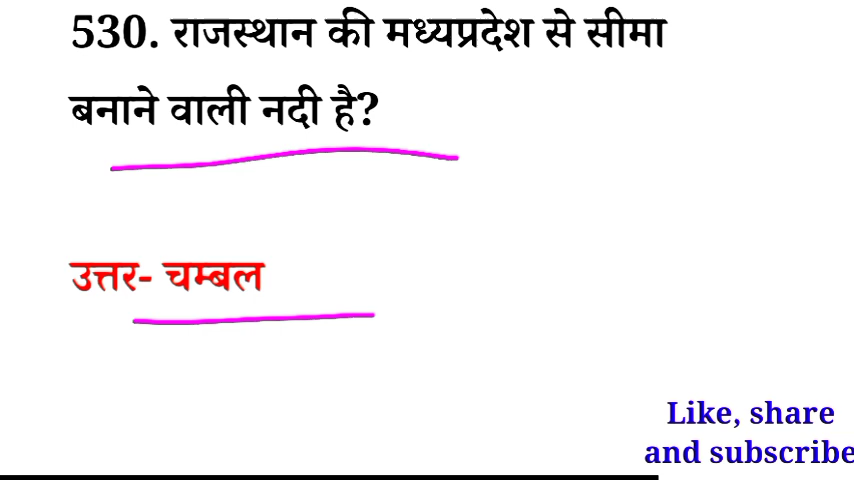 530. राजस्थान की मध्यप्रदेश से सीमा
बनाने वाली नदी है?
उत्तर- चम्बल
Like, share
and subscribe